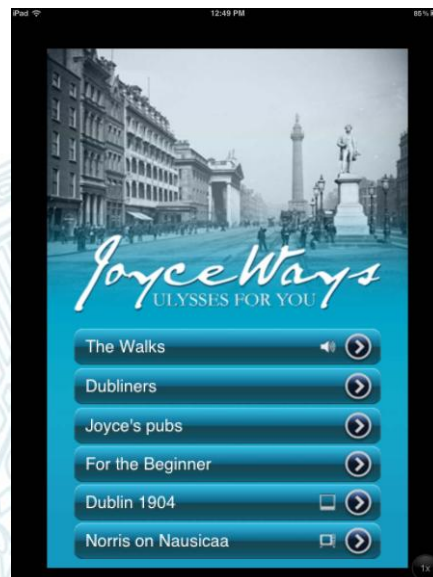 iPad 12:49 PM 85%
JoyceWays
ULYSSES FOR YOU
The Walks
Dubliners
Joyce's pubs
For the Beginner
Dublin 1904
Norris on Nausicaa
1x